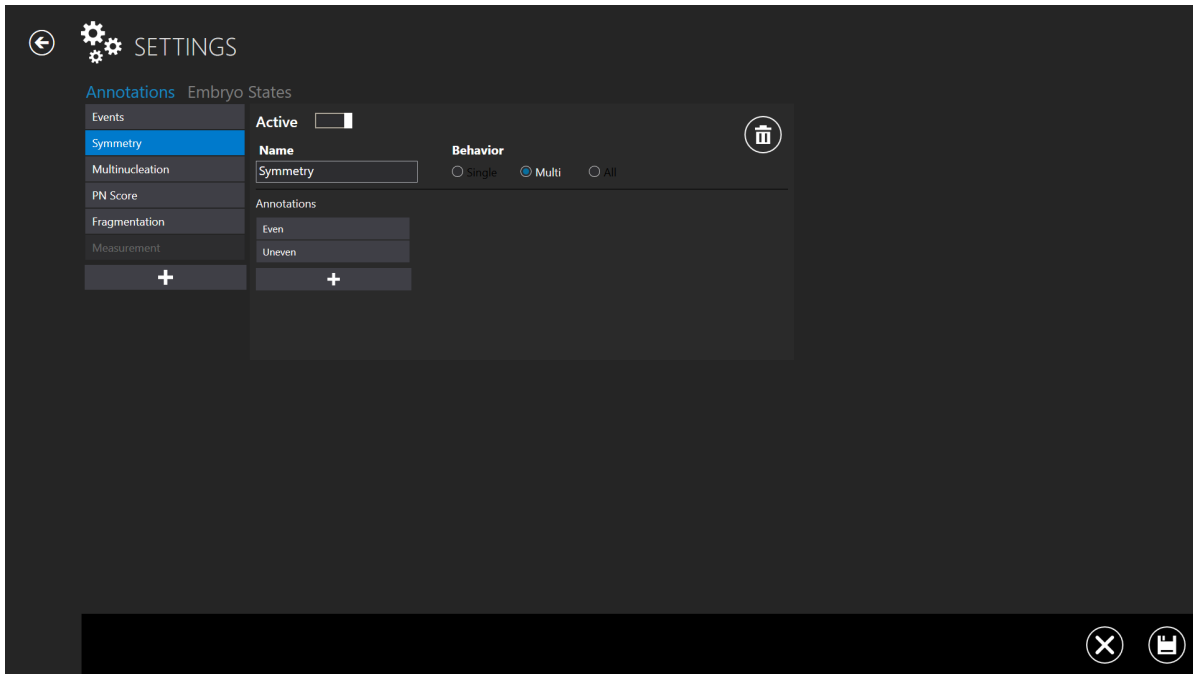 SETTINGS
Annotations Embryo States
Events
Symmetry
Multinucleation
PN Score
Fragmentation
Measurement
Active
Name
Behavior
Symmetry
Single
Multi
All
Annotations
Even
Uneven